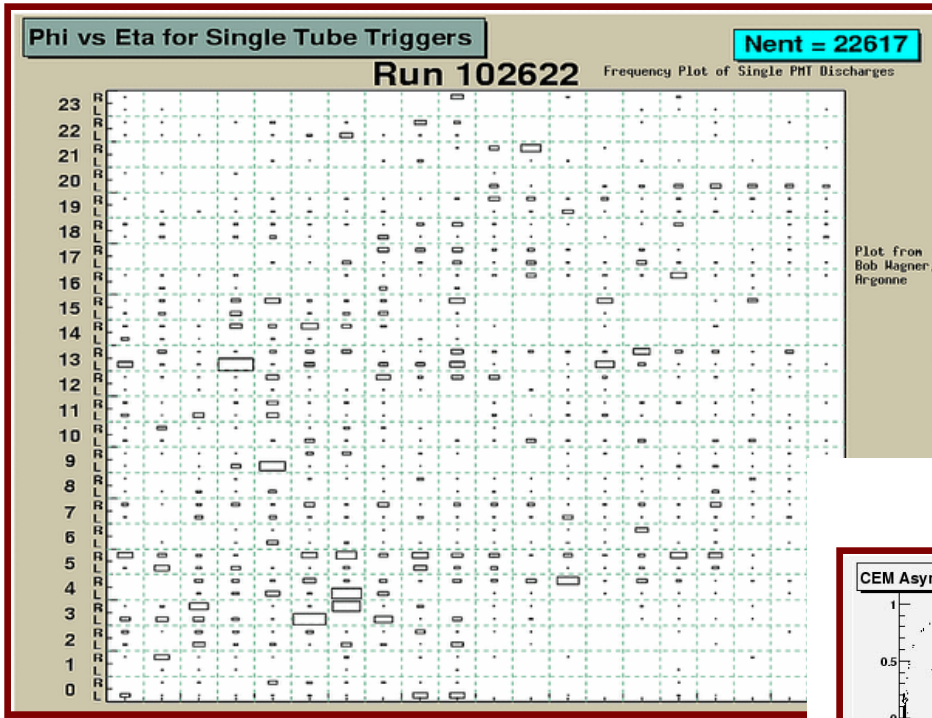 Phi vs Eta for Single Tube Triggers
Nent = 22617
Run 102622
Frequency Plot of Single PMT Discharges
23 R
L
22 R
L
21 R
L
20 R
L
19 R
L
18 R
L
17 R
L
16 R
L
15 R
L
14 R
L
13 R
L
12 R
L
11 R
L
10 R
L
9 R
L
8 R
L
7 R
L
6 R
L
5 R
L
4 R
L
3 R
L
2 R
L
1 R
L
0 R
L
Plot from
Bob Wagner,
Argonne
CEM Asym
1
0.5
0